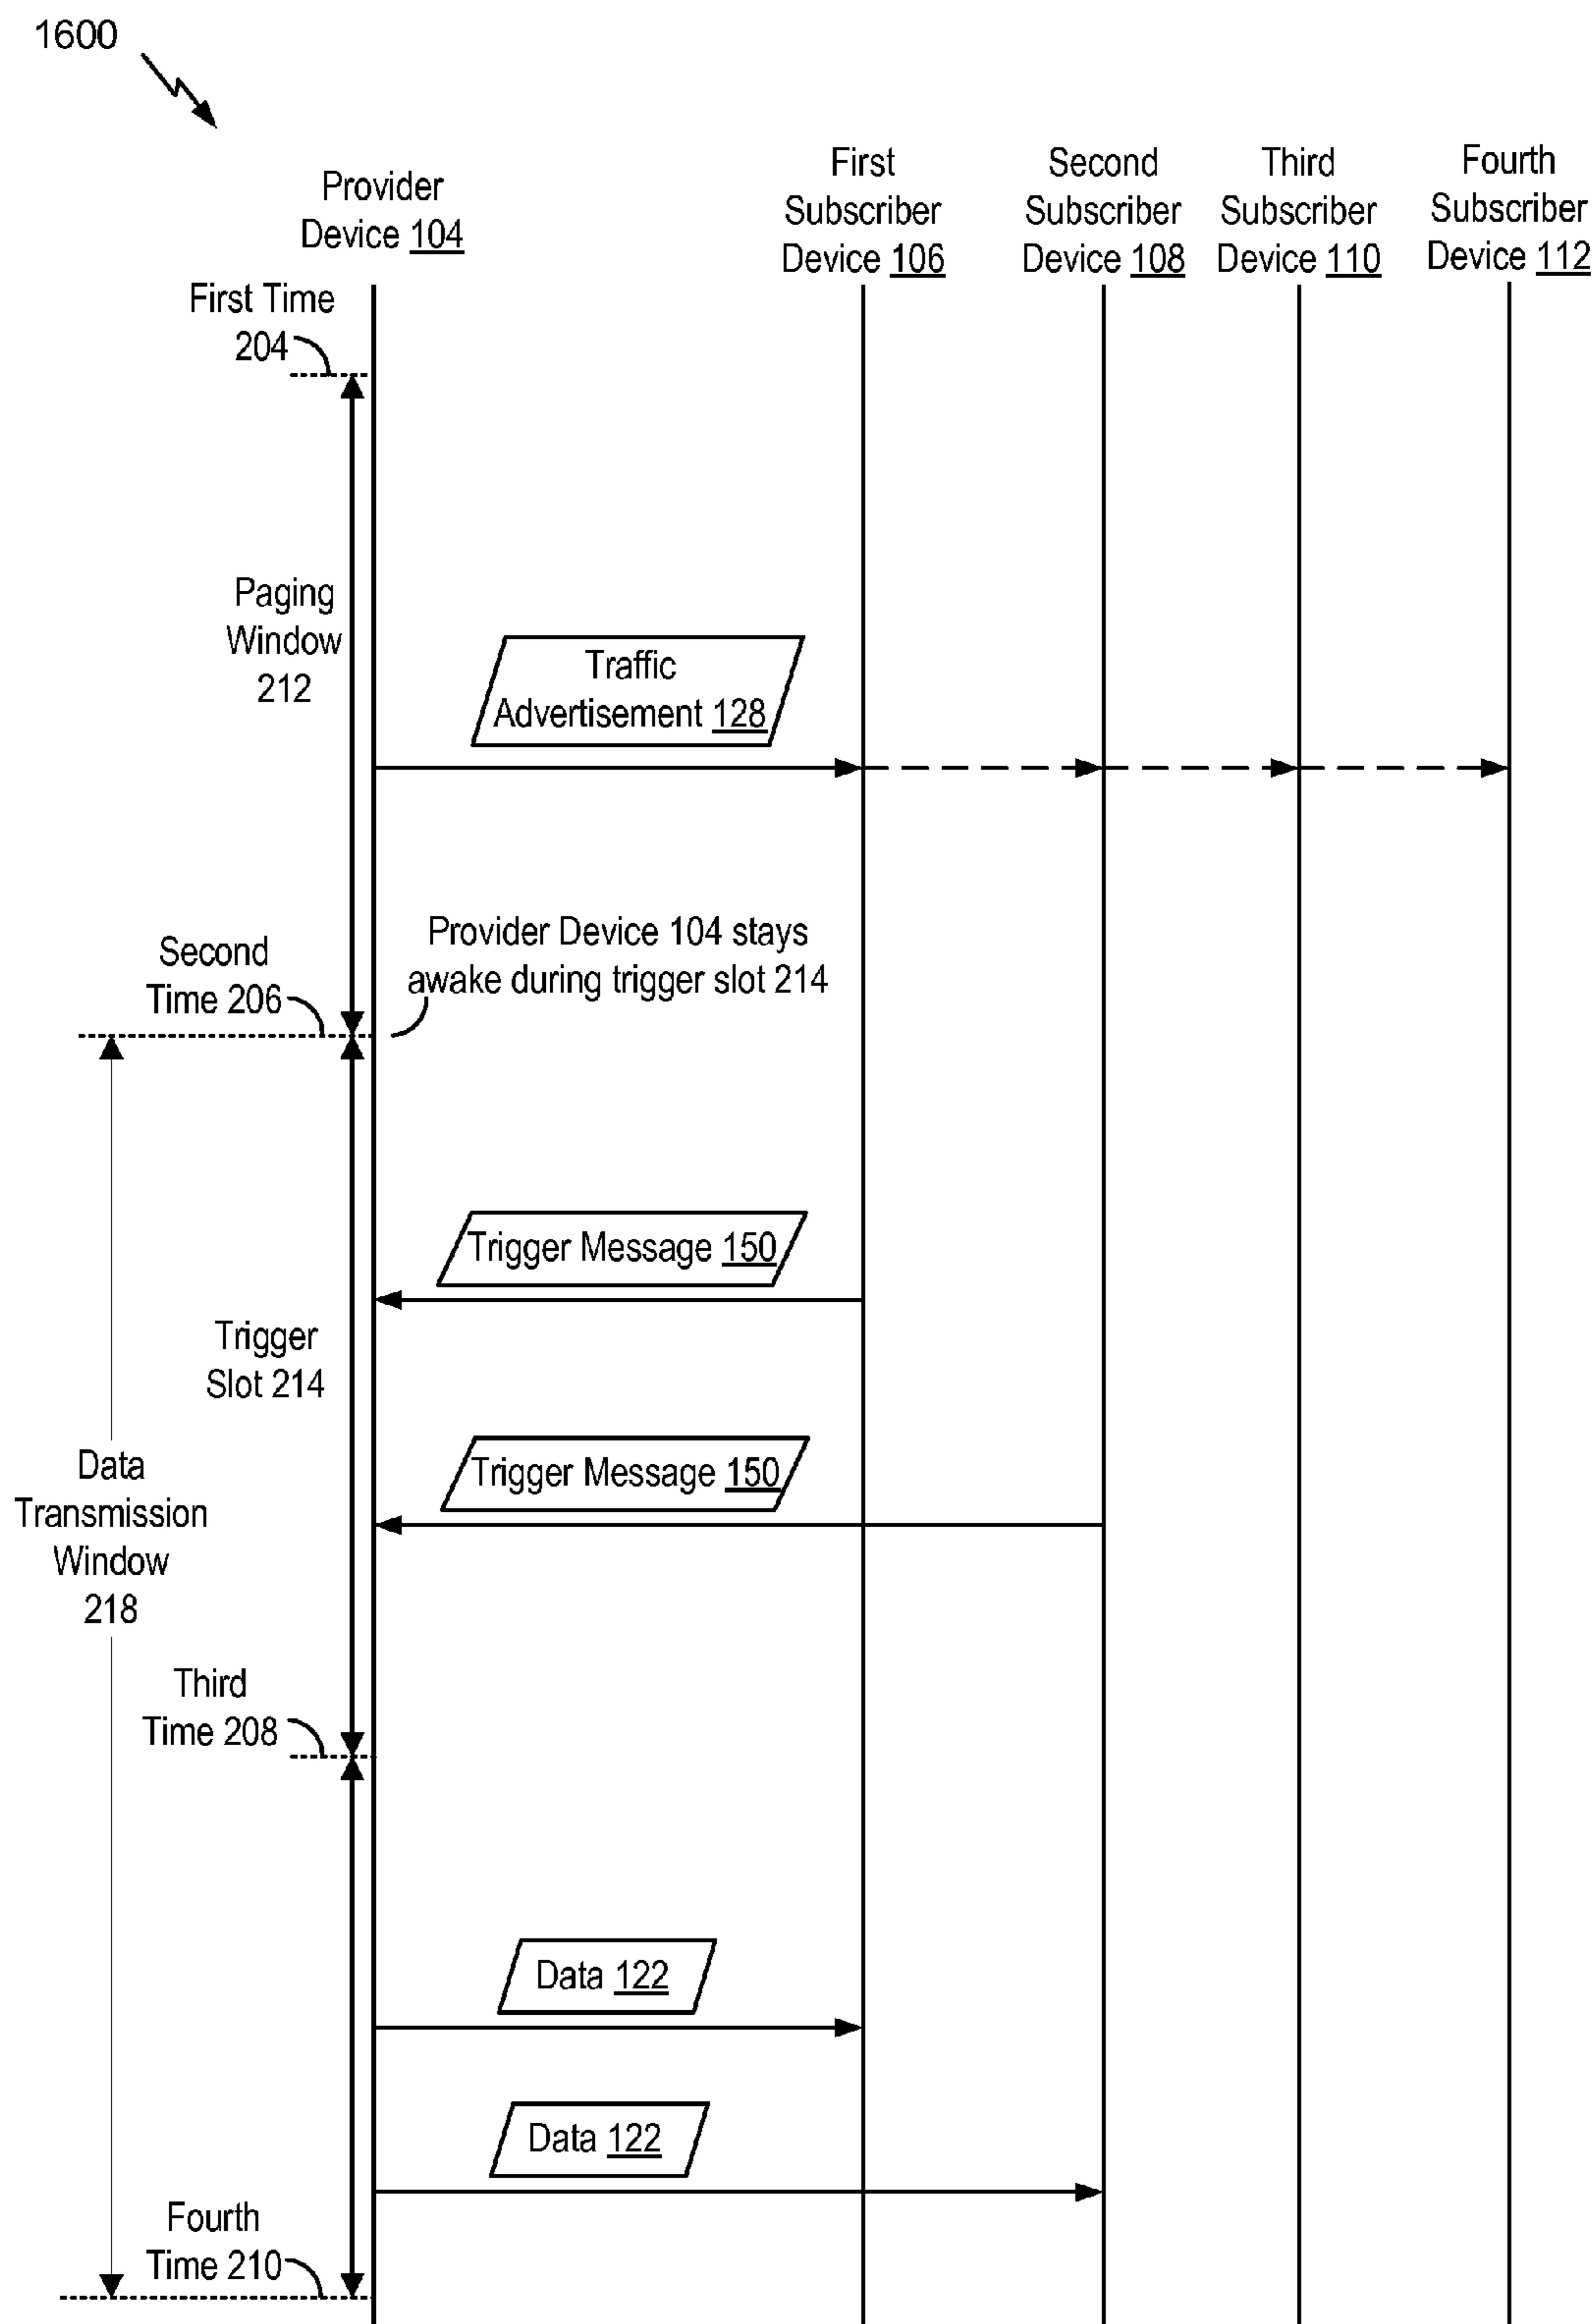 1600
Provider
Device 104
First
Subscriber
Device 106
Second
Subscriber
Device 108
Third
Subscriber
Device 110
Fourth
Subscriber
Device 112
First Time
204
Paging
Window
212
Traffic
Advertisement 128
Second
Time 206
Provider Device 104 stays
awake during trigger slot 214
Trigger Message 150
Trigger
Slot 214
Trigger Message 150
Data
Transmission
Window
218
Third
Time 208
Data 122
Data 122
Fourth
Time 210